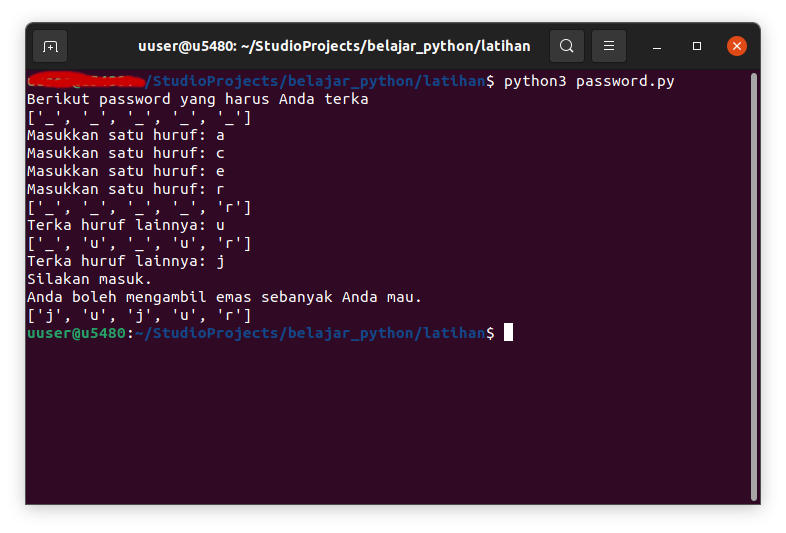 uuser@u5480: ~/StudioProjects/belajar_python/latihan
/StudioProjects/belajar_python/latihan$ python3 password.py
Berikut password yang harus Anda terka
['_', '_', '_', '_', '_']
Masukkan satu huruf: a
Masukkan satu huruf: c
Masukkan satu huruf: e
Masukkan satu huruf: r
['_', '_', '_', '_', 'r']
Terka huruf lainnya: u
['_', 'u', '_', 'u', 'r']
Terka huruf lainnya: j
Silakan masuk.
Anda boleh mengambil emas sebanyak Anda mau.
['j', 'u', 'j', 'u', 'r']
uuser@u5480:~/StudioProjects/belajar_python/latihan$